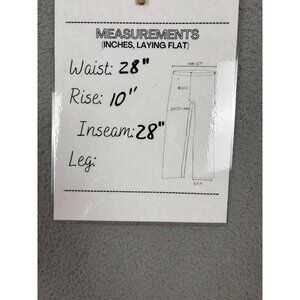 MEASUREMENTS
(INCHES, LAYING FLAT)
Waist: 28"
Rise: 10"
Inseam: 28"
Leg: